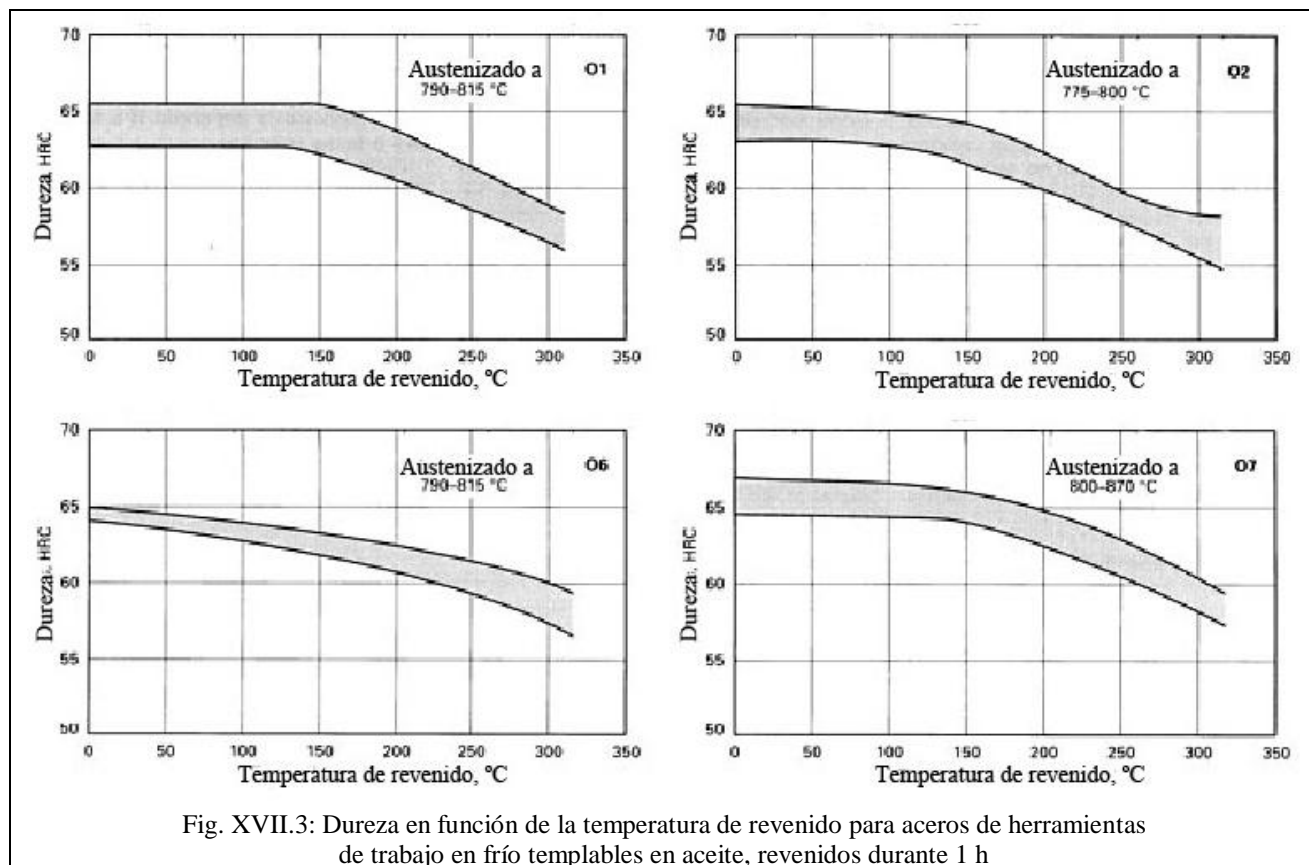 70
65
60
55
50
Dureza, HRC
Austenizado a O1
790–815 °C
0 50 100 150 200 250 300 350
Temperatura de revenido, °C
70
65
60
55
50
Dureza, HRC
Austenizado a O2
775–800 °C
0 50 100 150 200 250 300 350
Temperatura de revenido, °C
70
65
60
55
50
Dureza, HRC
Austenizado a O6
790–815 °C
0 50 100 150 200 250 300 350
Temperatura de revenido, °C
70
65
60
55
50
Dureza, HRC
Austenizado a O7
800–870 °C
0 50 100 150 200 250 300 350
Temperatura de revenido, °C
Fig. XVII.3: Dureza en función de la temperatura de revenido para aceros de herramientas
de trabajo en frío templables en aceite, revenidos durante 1 h